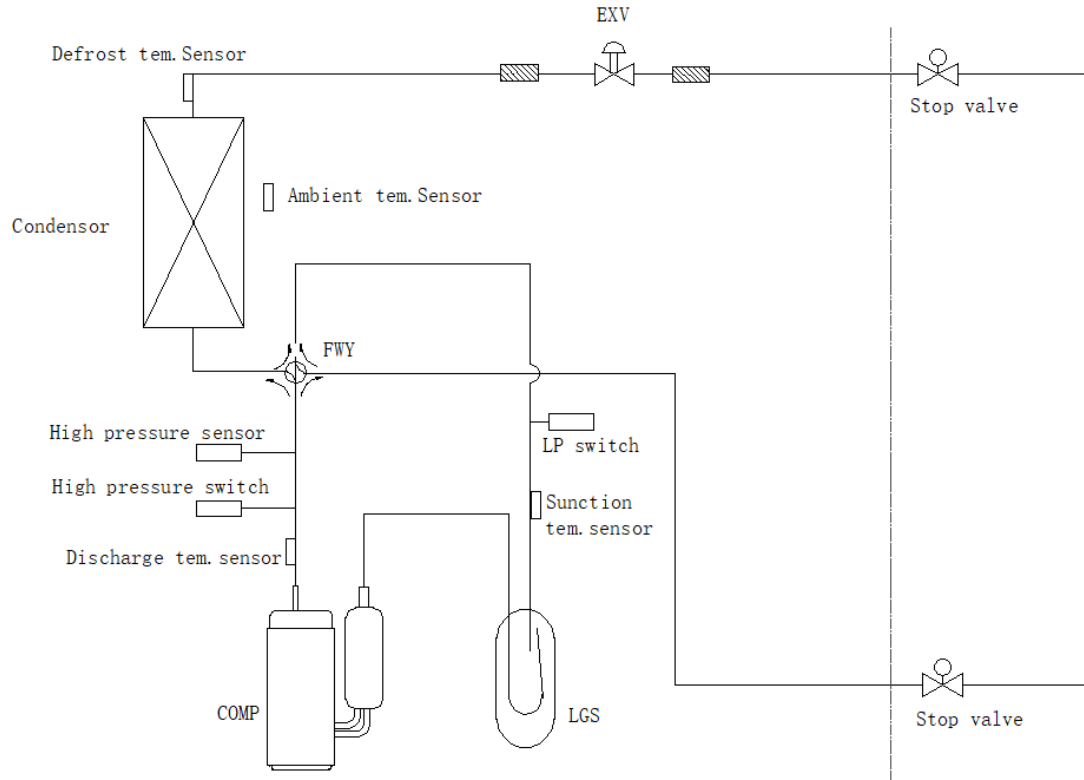 EXV
Defrost tem.Sensor
Stop valve
Ambient tem.Sensor
Condensor
FWY
High pressure sensor
LP switch
High pressure switch
Sunction
tem.sensor
Discharge tem.sensor
COMP
LGS
Stop valve